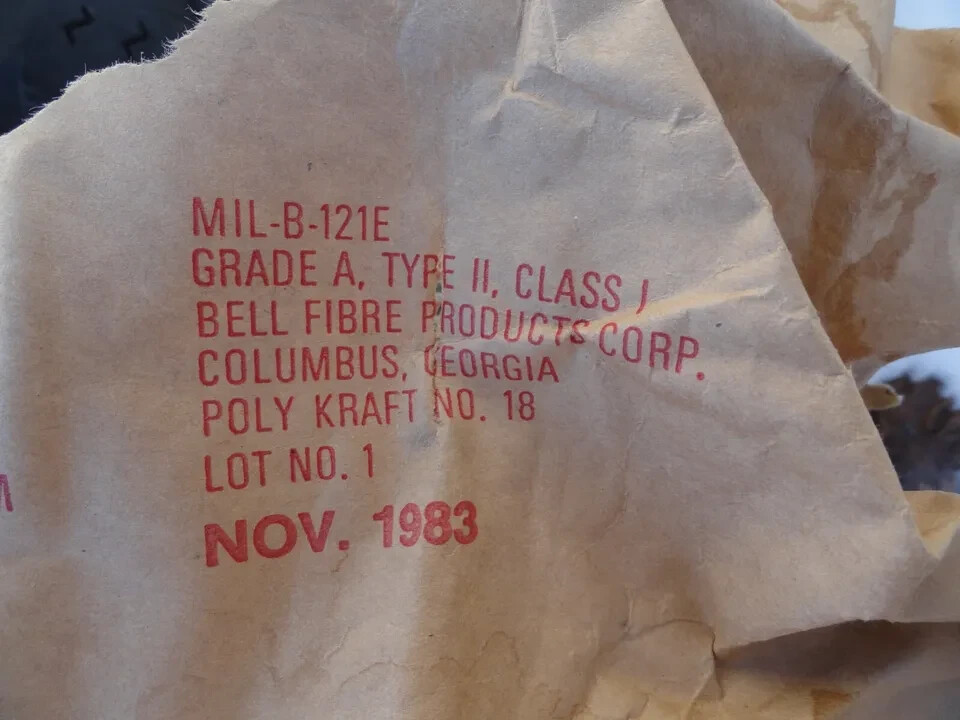 MIL-B-121E
GRADE A, TYPE II, CLASS J
BELL FIBRE PRODUCTS CORP.
COLUMBUS, GEORGIA
POLY KRAFT NO. 18
LOT NO. 1
NOV. 1983